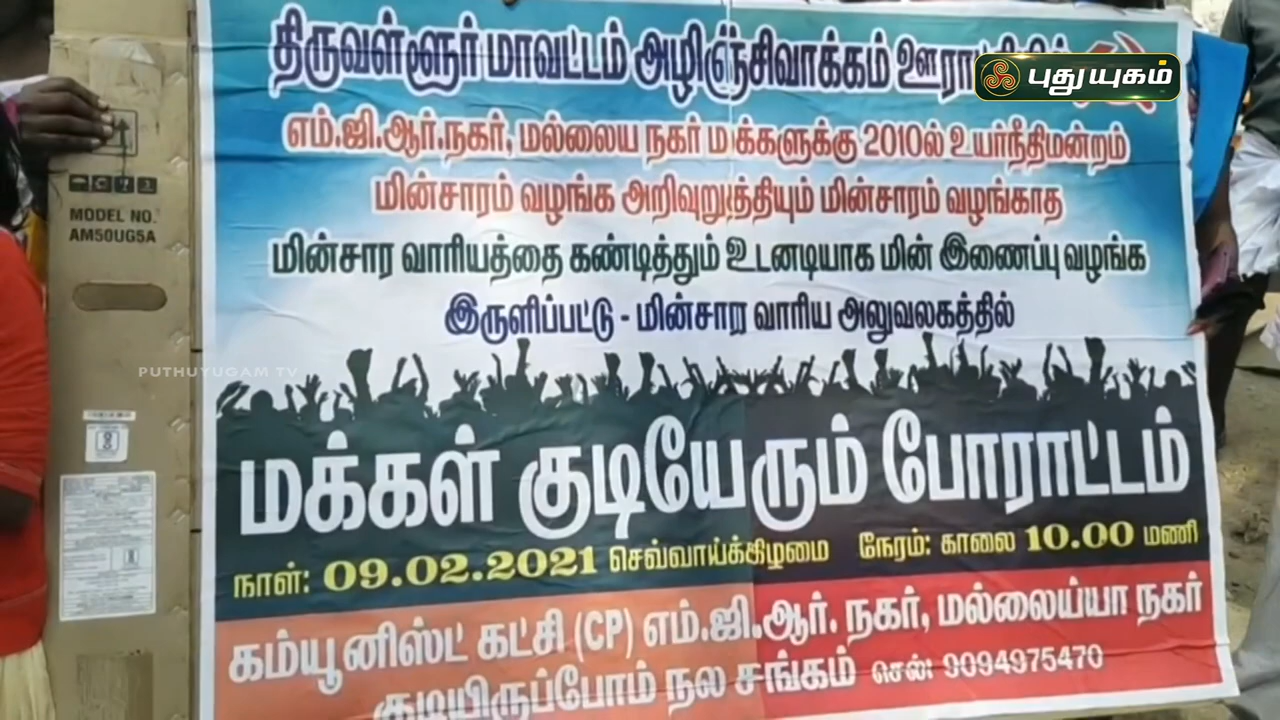 திருவள்ளூர் மாவட்டம் அழிஞ்சிவாக்கம்
புதுயுகம்
எம்.ஜி.ஆர்.நகர், மல்லைய நகர் மக்களுக்கு 2010ல் உயர்நீதிமன்றம்
மின்சாரம் வழங்க அறிவுறுத்தியும் மின்சாரம் வழங்காத
மின்சார வாரியத்தை கண்டித்தும் உடனடியாக மின் இணைப்பு வழங்க
இருளிப்பட்டு - மின்சார வாரிய அலுவலகத்தில்
MODEL NO.
AM50UG5A
PUTHUYUGAM TV
மக்கள் குடியேரும் போராட்டம்
நாள்: 09.02.2021 செவ்வாய்க்கிழமை நேரம்: காலை 10.00 மணி
கம்யூனிஸ்ட் கட்சி (CP) எம்.ஜி.ஆர். நகர், மல்லைய்யா நகர்
குடியிருப்போம் நல சங்கம் செல்: 9094975470